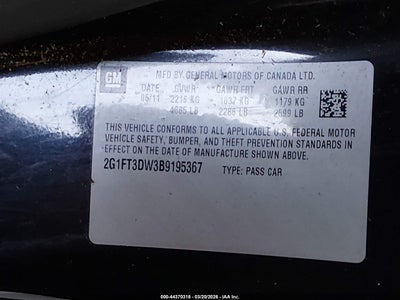 GM
MFD BY GENERAL MOTORS OF CANADA LTD.
DATE GVWR GAWR FRT GAWR RR
05/11 2215 KG 1037 KG 1179 KG
4885 LB 2286 LB 2599 LB
THIS VEHICLE CONFORMS TO ALL APPLICABLE U.S. FEDERAL MOTOR
VEHICLE SAFETY, BUMPER, AND THEFT PREVENTION STANDARDS
IN EFFECT ON THE DATE OF MANUFACTURE SHOWN ABOVE.
2G1FT3DW3B9195367 TYPE: PASS CAR
000-44370318 - 03/20/2026 - IAA Inc.